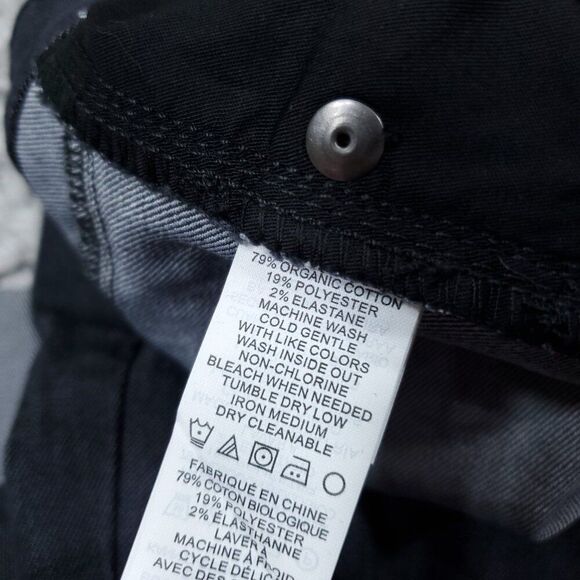 79% ORGANIC COTTON
19% POLYESTER
2% ELASTANE
MACHINE WASH
COLD GENTLE
WITH LIKE COLORS
WASH INSIDE OUT
NON-CHLORINE
BLEACH WHEN NEEDED
TUMBLE DRY LOW
IRON MEDIUM
DRY CLEANABLE
FABRIQUÉ EN CHINE
79% COTON BIOLOGIQUE
19% POLYESTER
2% ÉLASTHANNE
LAVER À
MACHINE À FROID
CYCLE
AVEC DES